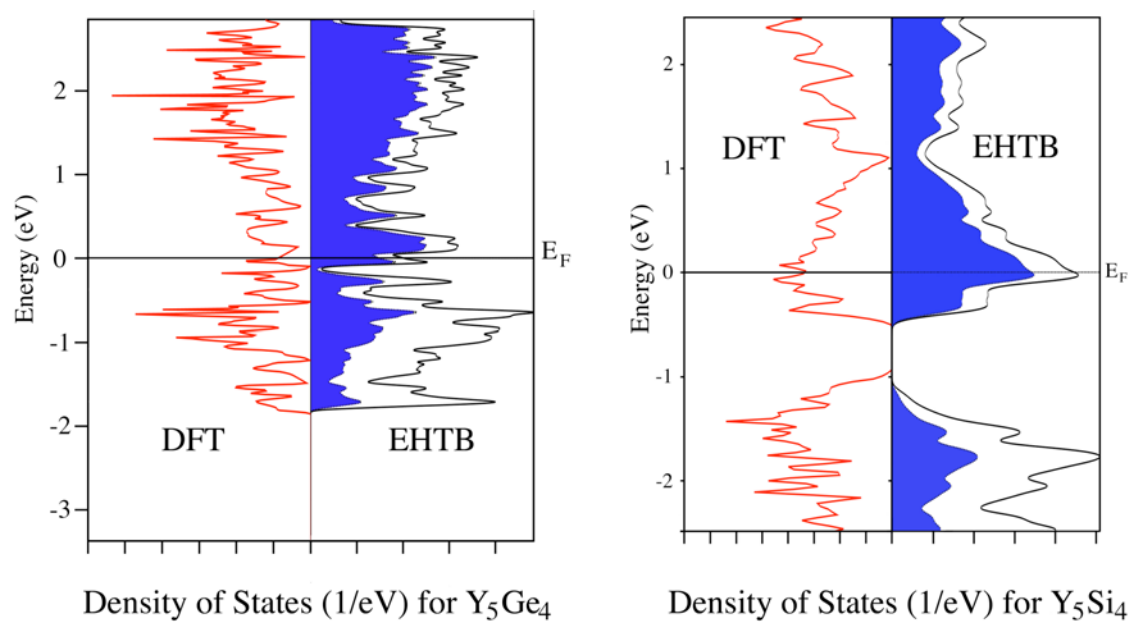 2
1
0
-1
-2
-3
Energy (eV)
DFT
EHTB
E_F
Density of States (1/eV) for Y₅Ge₄
2
1
0
-1
-2
Energy (eV)
DFT
EHTB
E_F
Density of States (1/eV) for Y₅Si₄